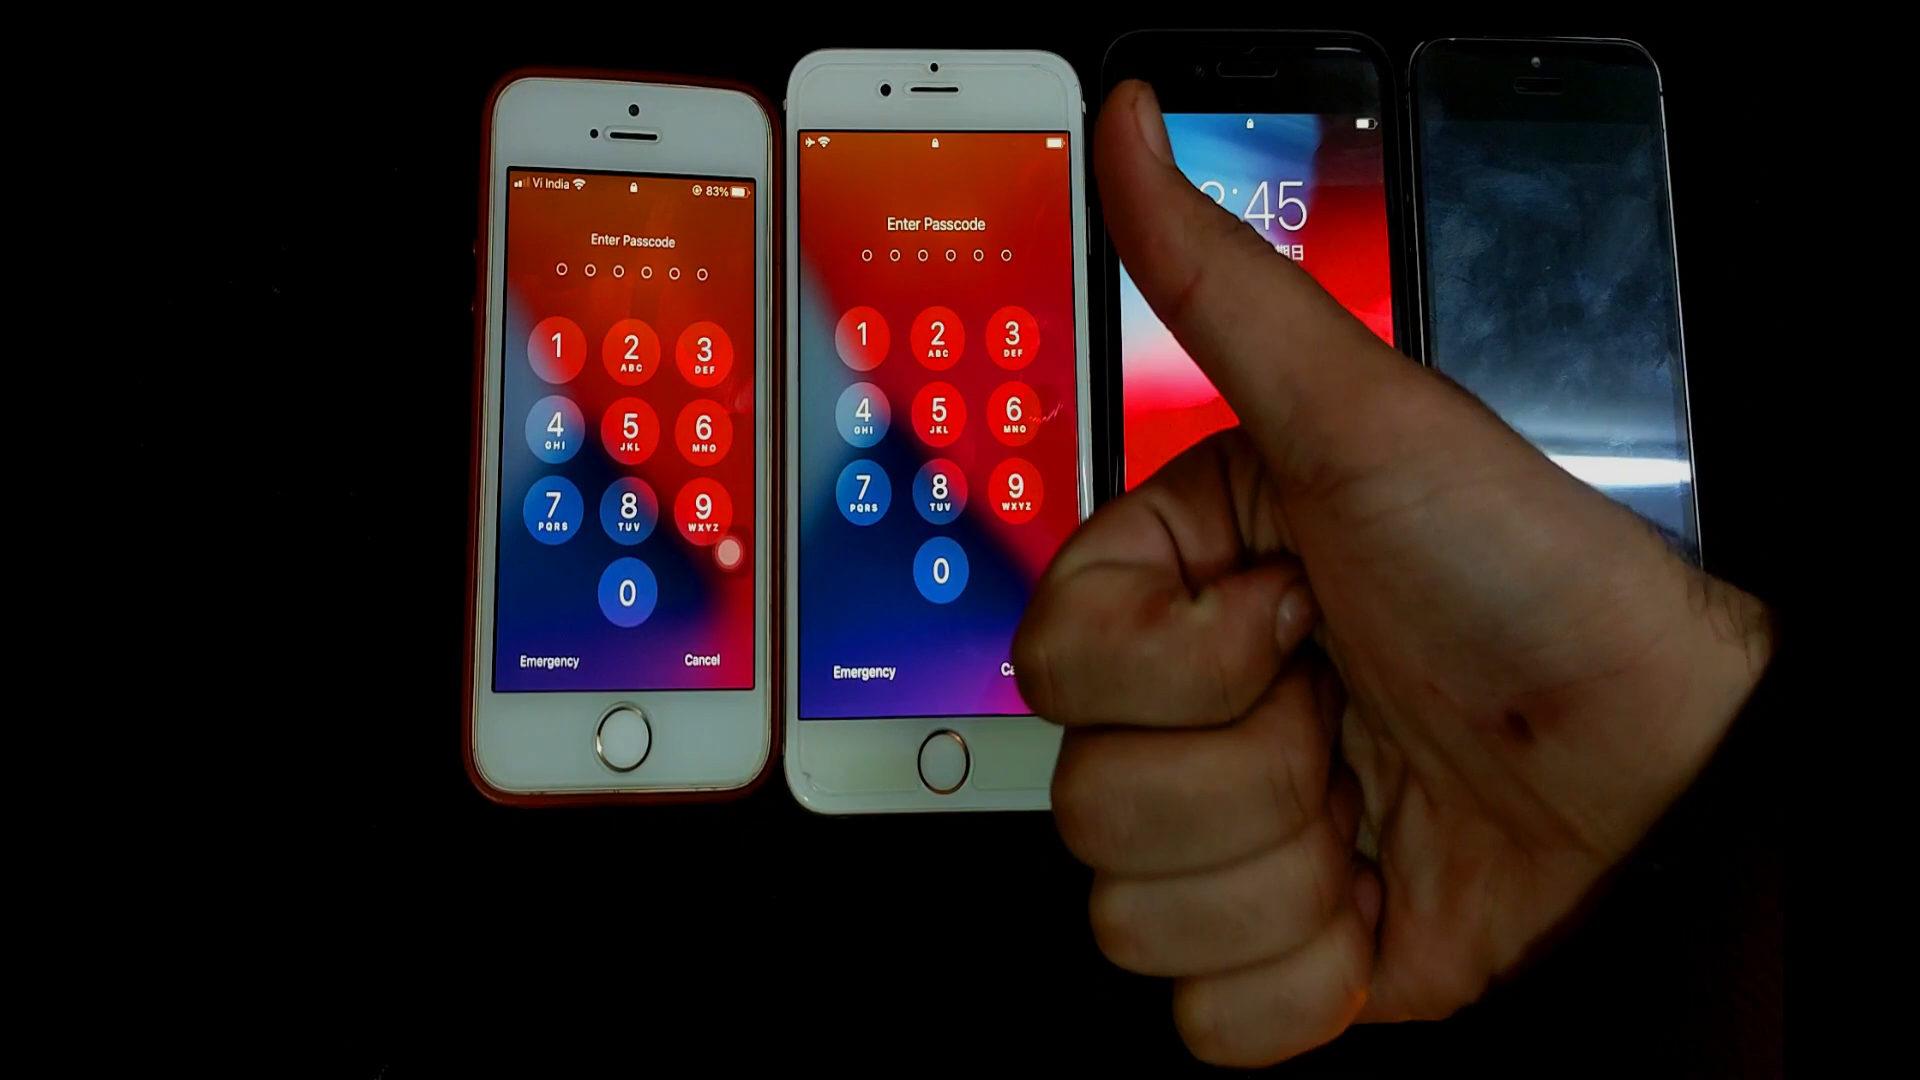 Vi India 83%
Enter Passcode
1 2 3
ABC DEF
4 5 6
GHI JKL MNO
7 8 9
PQRS TUV WXYZ
0
Emergency Cancel
Enter Passcode
1 2 3
ABC DEF
4 5 6
GHI JKL MNO
7 8 9
PQRS TUV WXYZ
0
Emergency
:45
期日